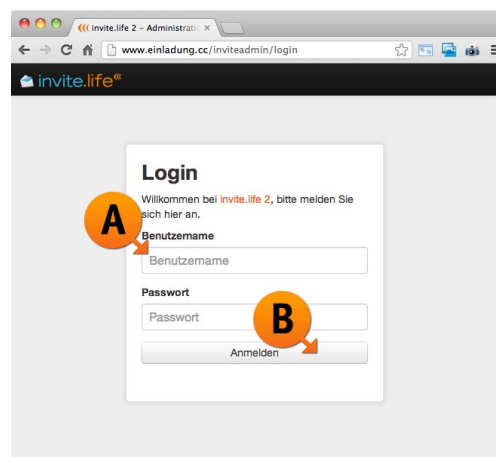 ((( invite.life 2 – Administratio
www.einladung.cc/inviteadmin/login
invite.life
Login
Willkommen bei invite.life 2, bitte melden Sie
sich hier an.
A
Benutzername
Benutzername
Passwort
Passwort
B
Anmelden